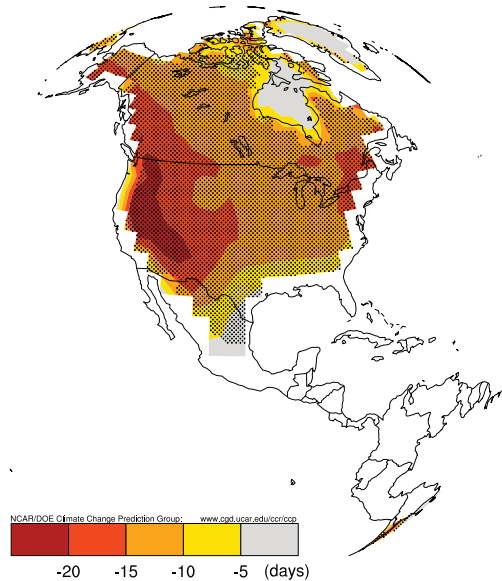 NCAR/DOE Climate Change Prediction Group: www.cgd.ucar.edu/ccr/ccp
-20 -15 -10 -5 (days)